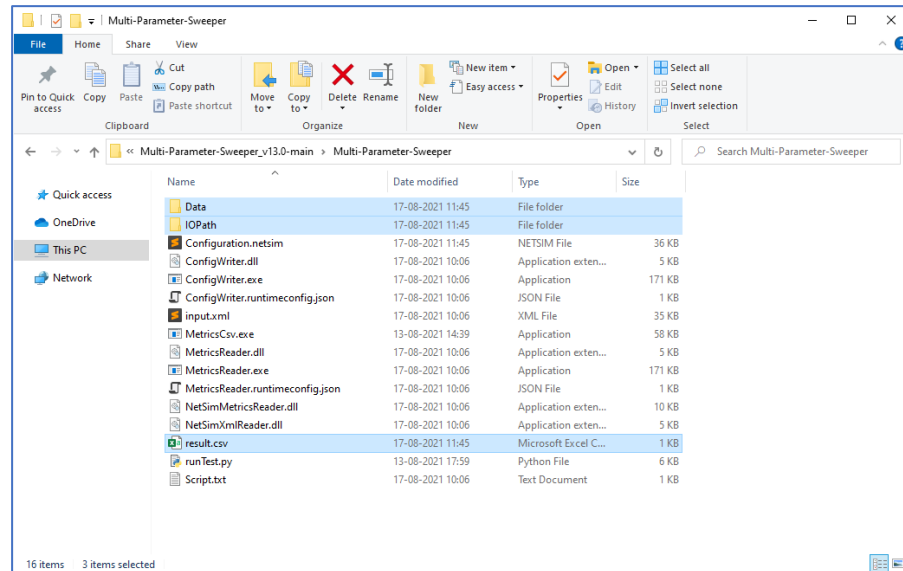 Multi-Parameter-Sweeper
File Home Share View
Pin to Quick access
Copy
Paste
Cut
Copy path
Paste shortcut
Clipboard
Move to
Copy to
Delete
Rename
Organize
New folder
New item
Easy access
New
Properties
Open
Edit
History
Open
Select all
Select none
Invert selection
Select
« Multi-Parameter-Sweeper_v13.0-main › Multi-Parameter-Sweeper
Search Multi-Parameter-Sweeper
Quick access
OneDrive
This PC
Network
Name Date modified Type Size
Data 17-08-2021 11:45 File folder
IOPath 17-08-2021 11:45 File folder
Configuration.netsim 17-08-2021 11:45 NETSIM File 36 KB
ConfigWriter.dll 17-08-2021 10:06 Application exten... 5 KB
ConfigWriter.exe 17-08-2021 10:06 Application 171 KB
ConfigWriter.runtimeconfig.json 17-08-2021 10:06 JSON File 1 KB
input.xml 17-08-2021 10:06 XML File 35 KB
MetricsCsv.exe 13-08-2021 14:39 Application 58 KB
MetricsReader.dll 17-08-2021 10:06 Application exten... 5 KB
MetricsReader.exe 17-08-2021 10:06 Application 171 KB
MetricsReader.runtimeconfig.json 17-08-2021 10:06 JSON File 1 KB
NetSimMetricsReader.dll 17-08-2021 10:06 Application exten... 10 KB
NetSimXmlReader.dll 17-08-2021 10:06 Application exten... 5 KB
result.csv 17-08-2021 11:45 Microsoft Excel C... 1 KB
runTest.py 13-08-2021 17:59 Python File 6 KB
Script.txt 17-08-2021 10:06 Text Document 1 KB
16 items 3 items selected